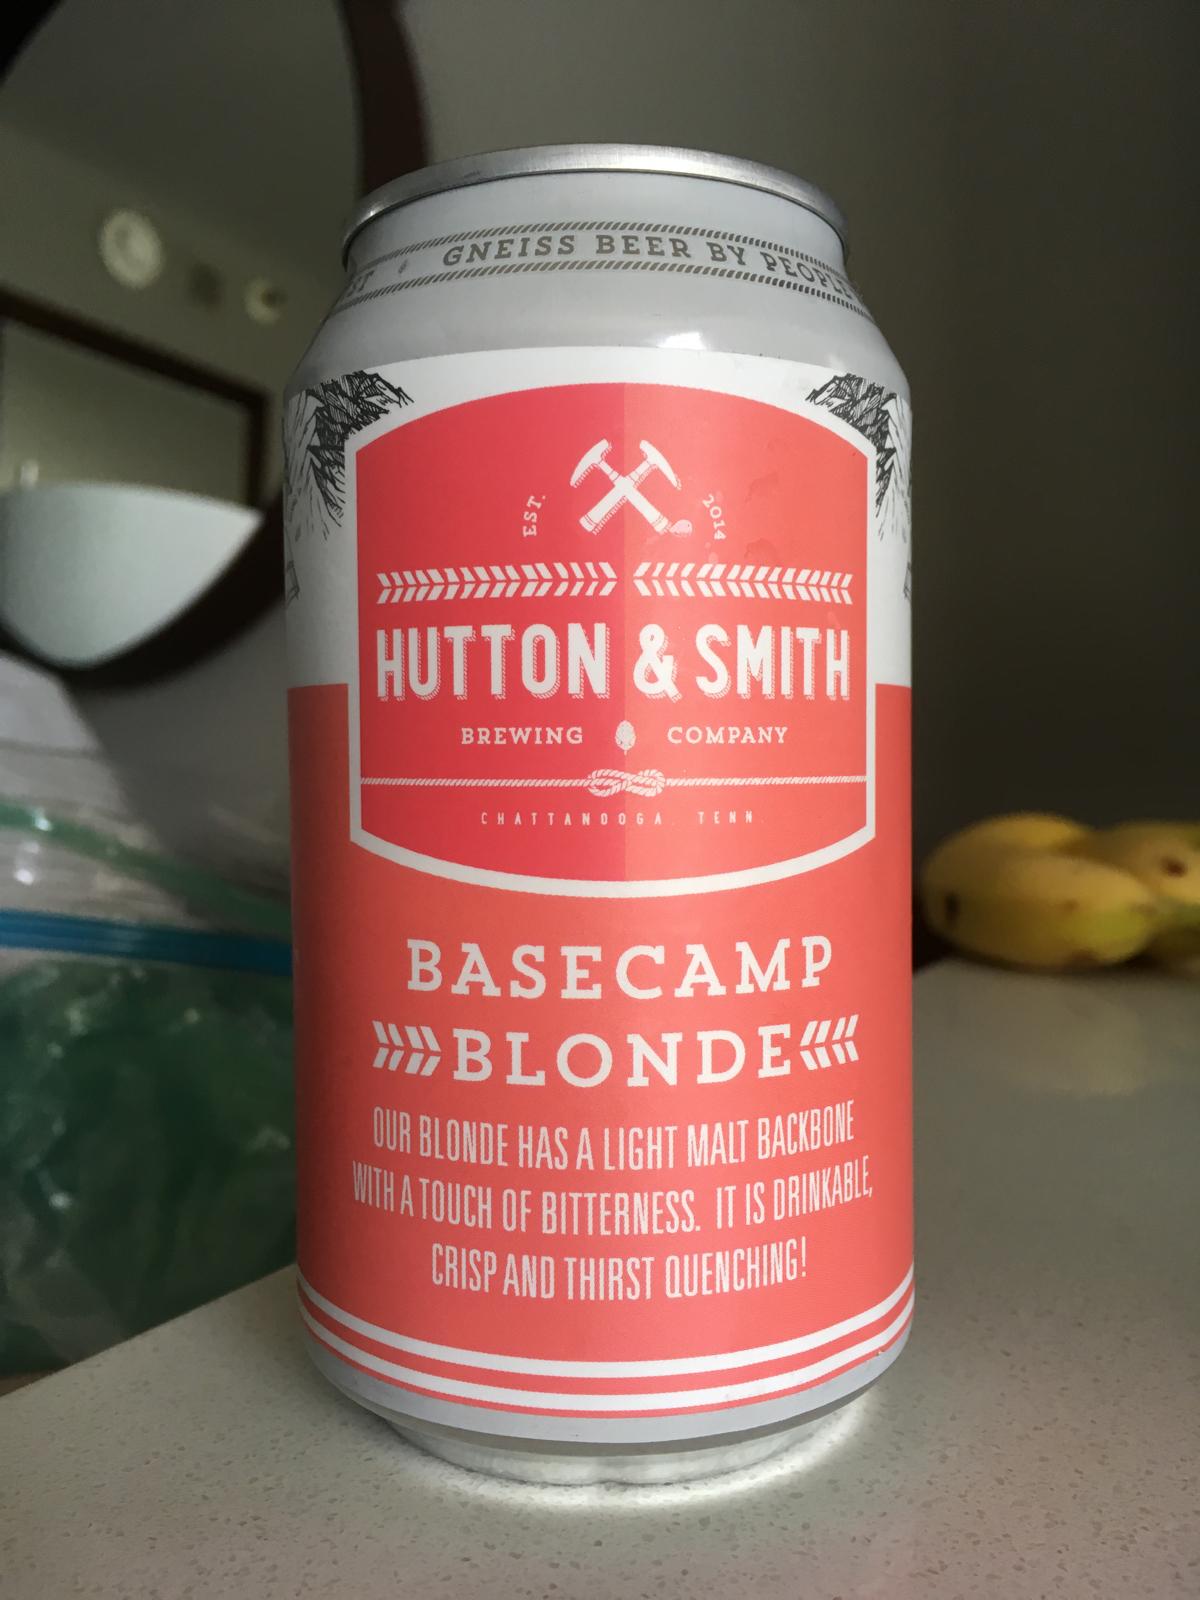 ST · GNEISS BEER BY PEOPLE
EST. 2014
HUTTON & SMITH
BREWING COMPANY
CHATTANOOGA, TENN.
BASECAMP
BLONDE
OUR BLONDE HAS A LIGHT MALT BACKBONE
WITH A TOUCH OF BITTERNESS. IT IS DRINKABLE,
CRISP AND THIRST QUENCHING!